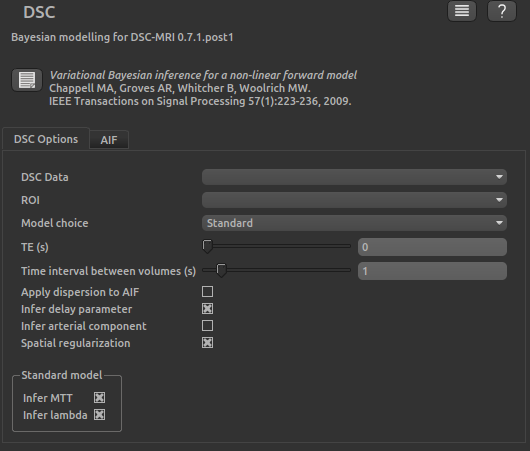 DSC
?
Bayesian modelling for DSC-MRI 0.7.1.post1
Variational Bayesian inference for a non-linear forward model
Chappell MA, Groves AR, Whitcher B, Woolrich MW.
IEEE Transactions on Signal Processing 57(1):223-236, 2009.
DSC Options AIF
DSC Data
ROI
Model choice Standard
TE (s) 0
Time interval between volumes (s) 1
Apply dispersion to AIF
Infer delay parameter
Infer arterial component
Spatial regularization
Standard model
Infer MTT
Infer lambda